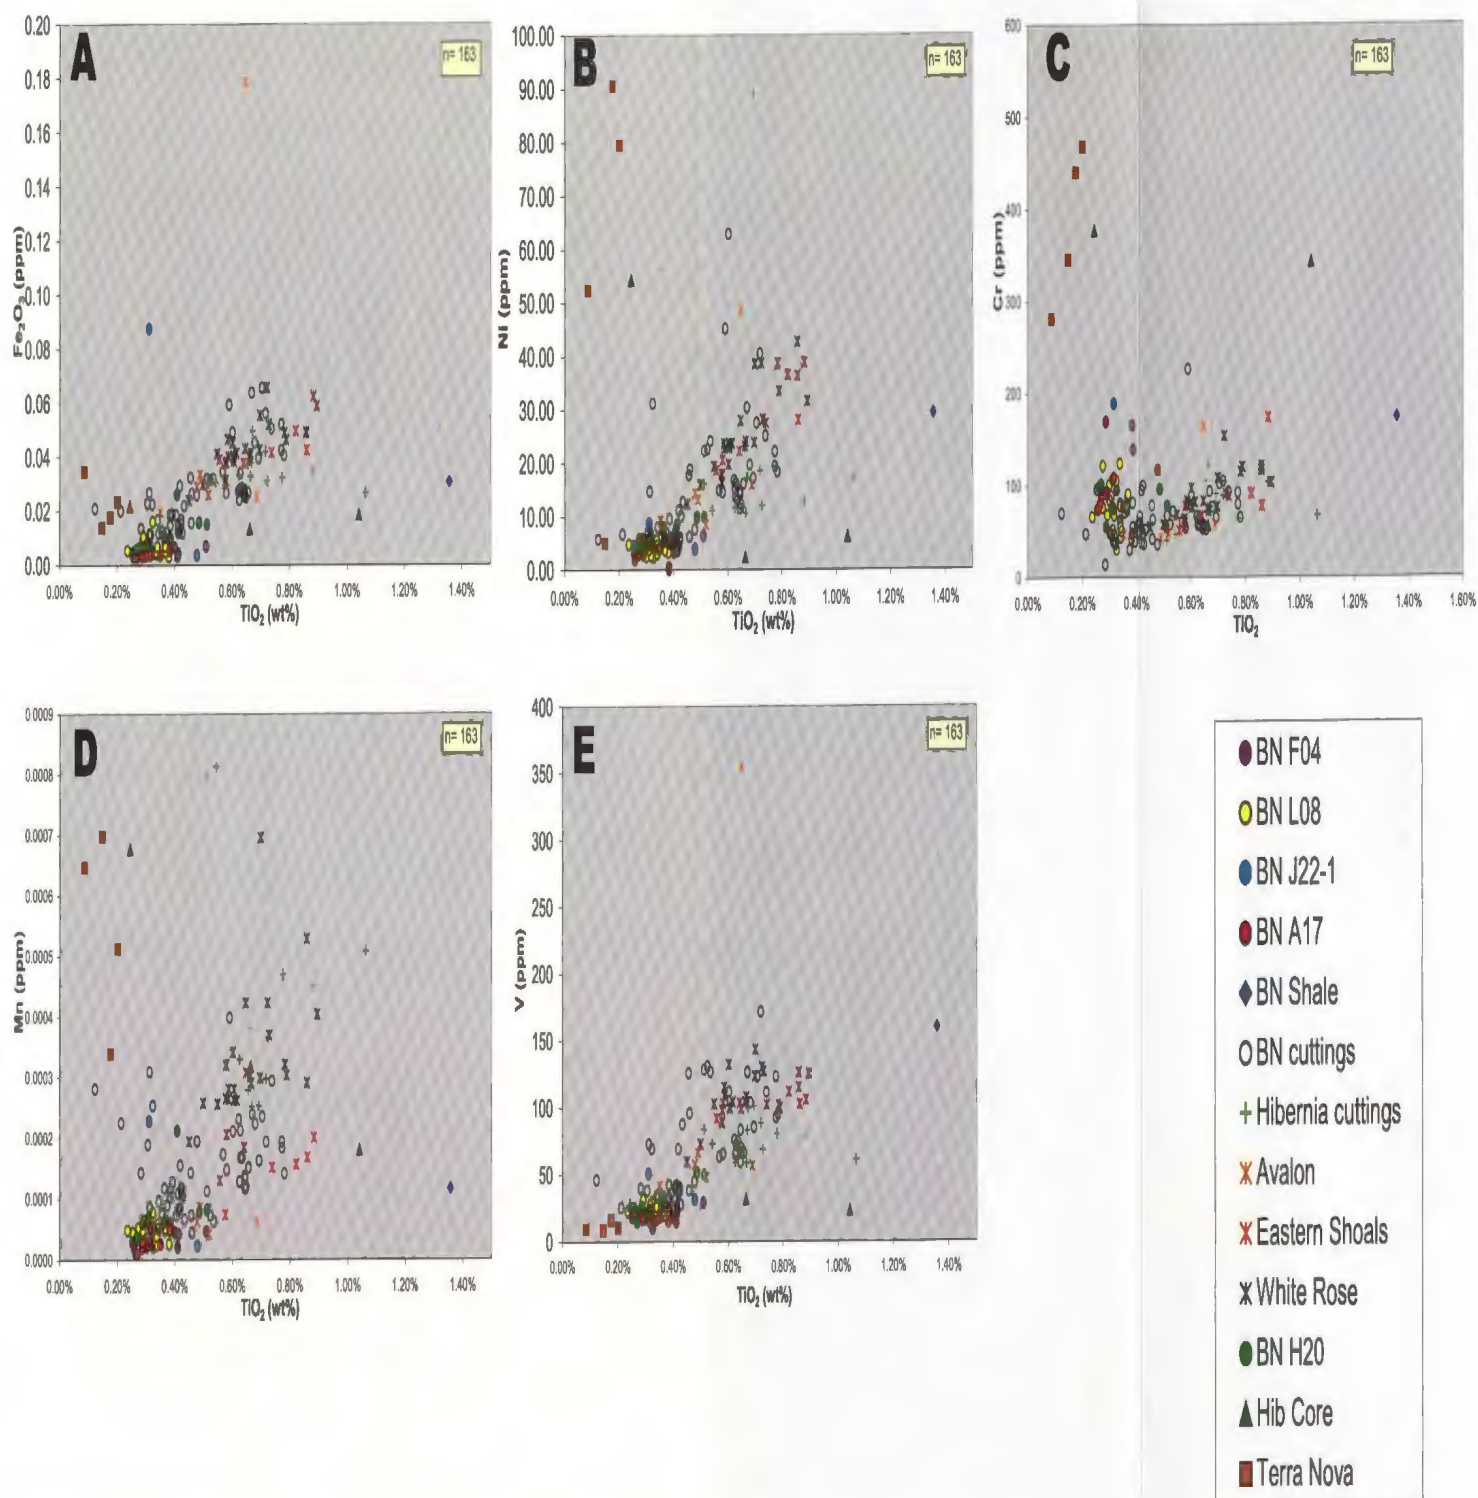 A
n= 163
0.20
0.18
0.16
0.14
0.12
0.10
0.08
0.06
0.04
0.02
0.00
Fe₂O₃ (ppm)
0.00% 0.20% 0.40% 0.60% 0.80% 1.00% 1.20% 1.40%
TiO₂ (wt%)
B
n= 163
100.00
90.00
80.00
70.00
60.00
50.00
40.00
30.00
20.00
10.00
0.00
Ni (ppm)
0.00% 0.20% 0.40% 0.60% 0.80% 1.00% 1.20% 1.40%
TiO₂ (wt%)
C
n= 163
600
500
400
300
200
100
0
Cr (ppm)
0.00% 0.20% 0.40% 0.60% 0.80% 1.00% 1.20% 1.40% 1.60%
TiO₂
D
n= 163
0.0009
0.0008
0.0007
0.0006
0.0005
0.0004
0.0003
0.0002
0.0001
0.0000
Mn (ppm)
0.00% 0.20% 0.40% 0.60% 0.80% 1.00% 1.20% 1.40%
TiO₂ (wt%)
E
n= 163
400
350
300
250
200
150
100
50
0
V (ppm)
0.00% 0.20% 0.40% 0.60% 0.80% 1.00% 1.20% 1.40%
TiO₂ (wt%)
BN F04
BN L08
BN J22-1
BN A17
BN Shale
BN cuttings
Hibernia cuttings
Avalon
Eastern Shoals
White Rose
BN H20
Hib Core
Terra Nova